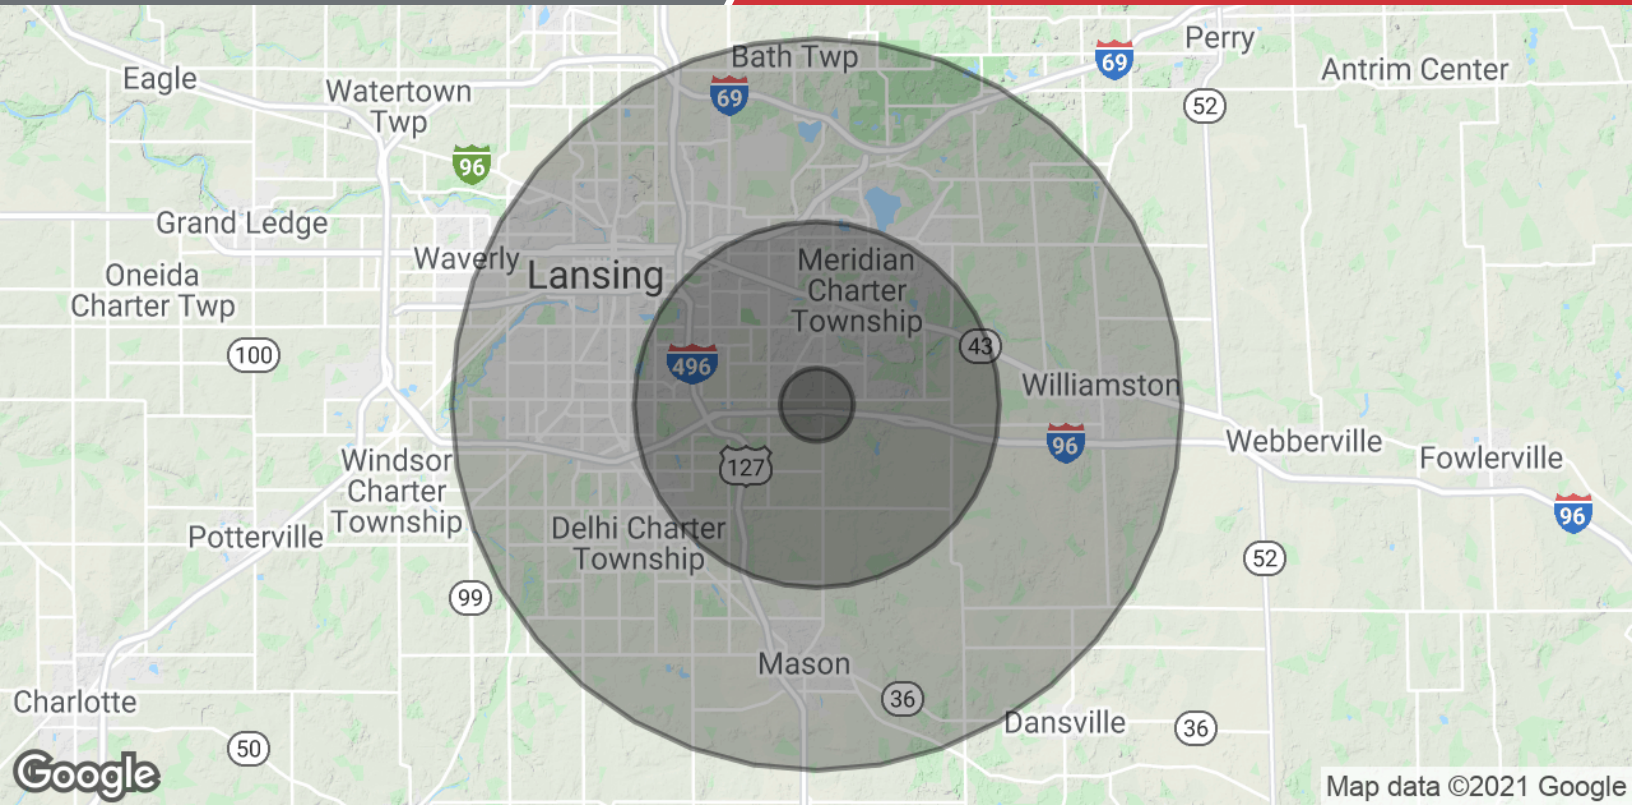 Bath Twp
Perry
Eagle
69
Antrim Center
Watertown
Twp
69
52
96
Grand Ledge
Waverly
Lansing
Meridian
Charter
Township
Oneida
Charter Twp
100
496
43
Williamston
96
Webberville
Fowlerville
Windsor
Charter
Township
127
96
Potterville
Delhi Charter
Township
52
99
Mason
36
Charlotte
Dansville
36
50
Google
Map data ©2021 Google